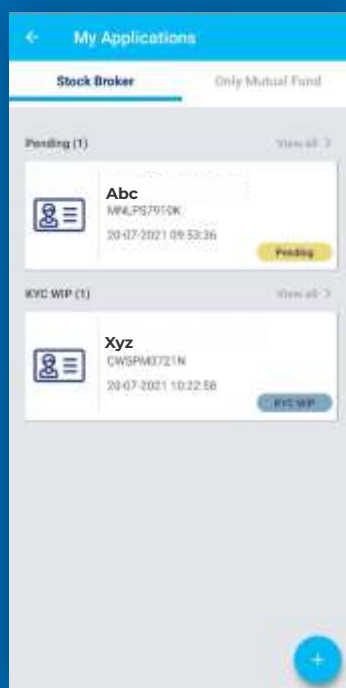 My Applications
Stock Broker
Only Mutual Fund
Pending (1)
View all
Abc
MNLPS7910K
20-07-2021 09:53:36
Pending
KYC WIP (1)
View all
Xyz
CWSPM0721N
20-07-2021 10:22:58
KYC WIP